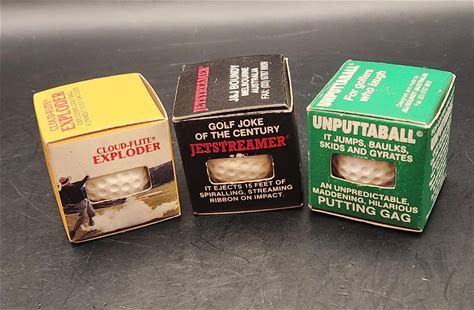 CLOUD-FLITE®
EXPLODER
CLOUD-FLITE®
EXPLODER
JETSTREAMER®
J&J BOUNDY
MELBOURNE
AUSTRALIA
GOLF JOKE
OF THE CENTURY
JETSTREAMER®
IT EJECTS 15 FEET OF
SPIRALLING, STREAMING
RIBBON ON IMPACT.
UNPUTTABALL®
For golfers
who laugh
UNPUTTABALL®
IT JUMPS, BAULKS,
SKIDS AND GYRATES
AN UNPREDICTABLE,
MADDENING, HILARIOUS
PUTTING GAG